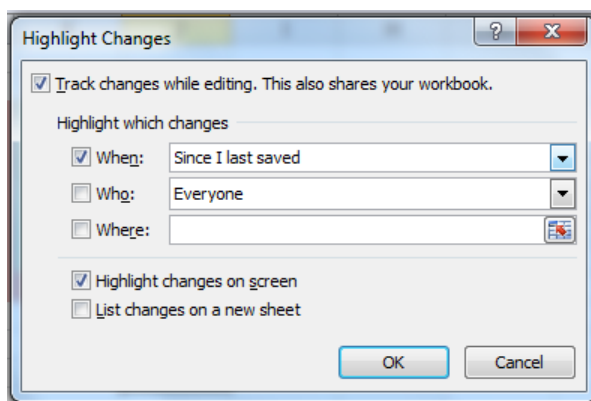 Highlight Changes
Track changes while editing. This also shares your workbook.
Highlight which changes
When: Since I last saved
Who: Everyone
Where:
Highlight changes on screen
List changes on a new sheet
OK Cancel